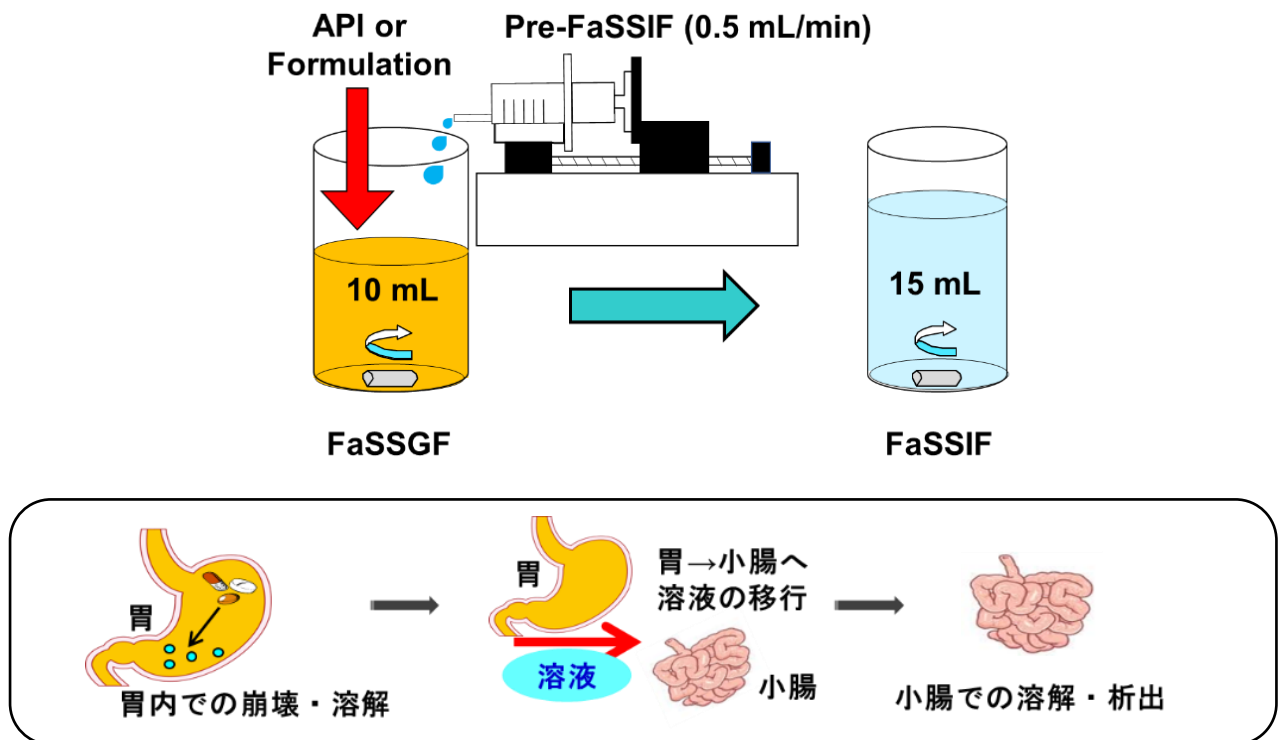 API or
Formulation
Pre-FaSSIF (0.5 mL/min)
10 mL
15 mL
FaSSGF
FaSSIF
胃
胃内での崩壊・溶解
胃
胃→小腸へ
溶液の移行
溶液
小腸
小腸での溶解・析出